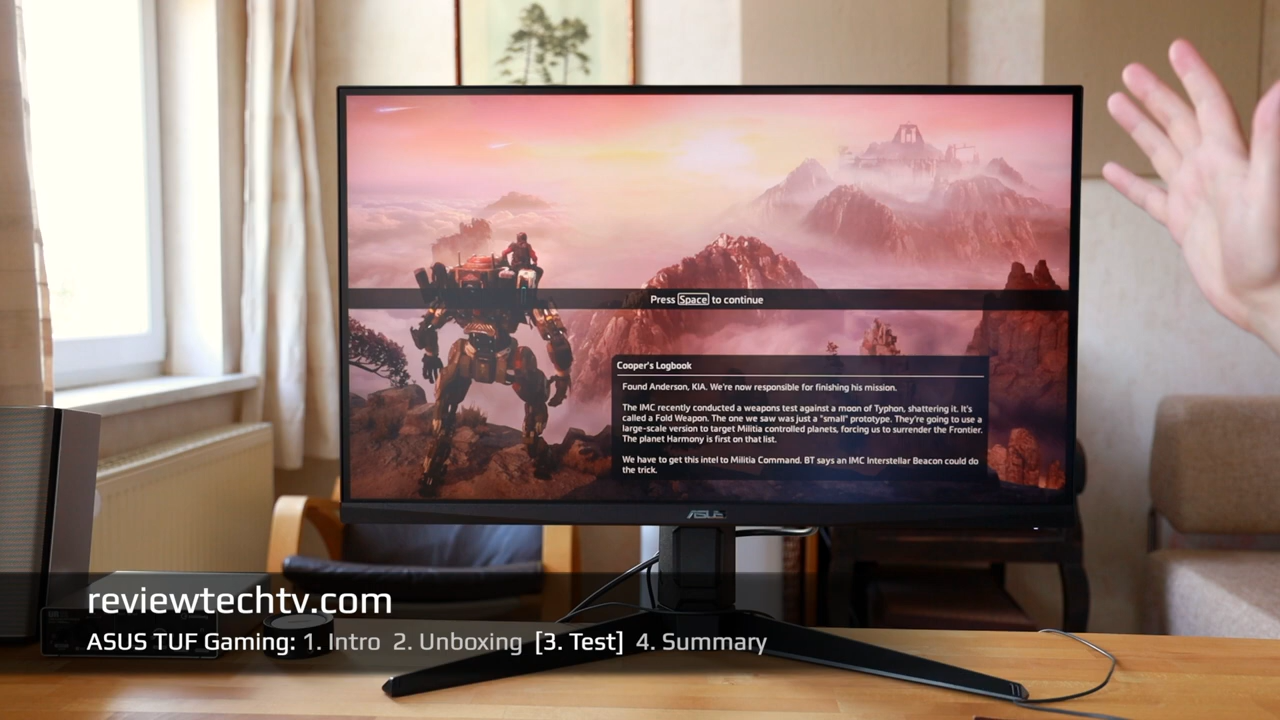 Press Space to continue
Cooper's Logbook
Found Anderson, KIA. We're now responsible for finishing his mission.
The IMC recently conducted a weapons test against a moon of Typhon, shattering it. It's
called a Fold Weapon. The one we saw was just a "small" prototype. They're going to use a
large-scale version to target Militia controlled planets, forcing us to surrender the Frontier.
The planet Harmony is first on that list.
We have to get this intel to Militia Command. BT says an IMC Interstellar Beacon could do
the trick.
ASUS
reviewtechtv.com
ASUS TUF Gaming: 1. Intro 2. Unboxing [3. Test] 4. Summary